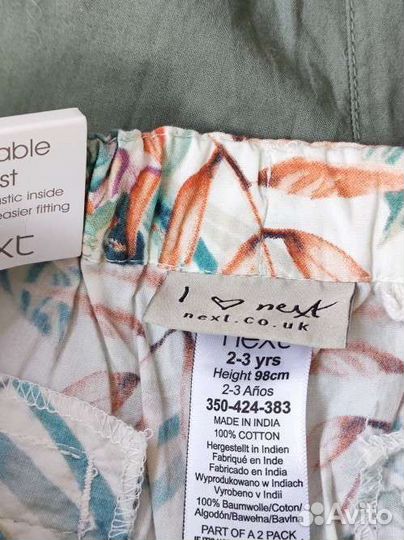 able
st
stic inside
easier fitting
xt
I ♡ next
next.co.uk
next
2-3 yrs
Height 98cm
2-3 Años
350-424-383
MADE IN INDIA
100% COTTON
Hergestellt in Indien
Fabriqué en Inde
Fabricado en India
Wyprodukowano w Indiach
Vyrobeno v Indii
100% Baumwolle/Coton/
Algodón/Bawełna/Bavlna
PART OF A 2 PACK
Avito